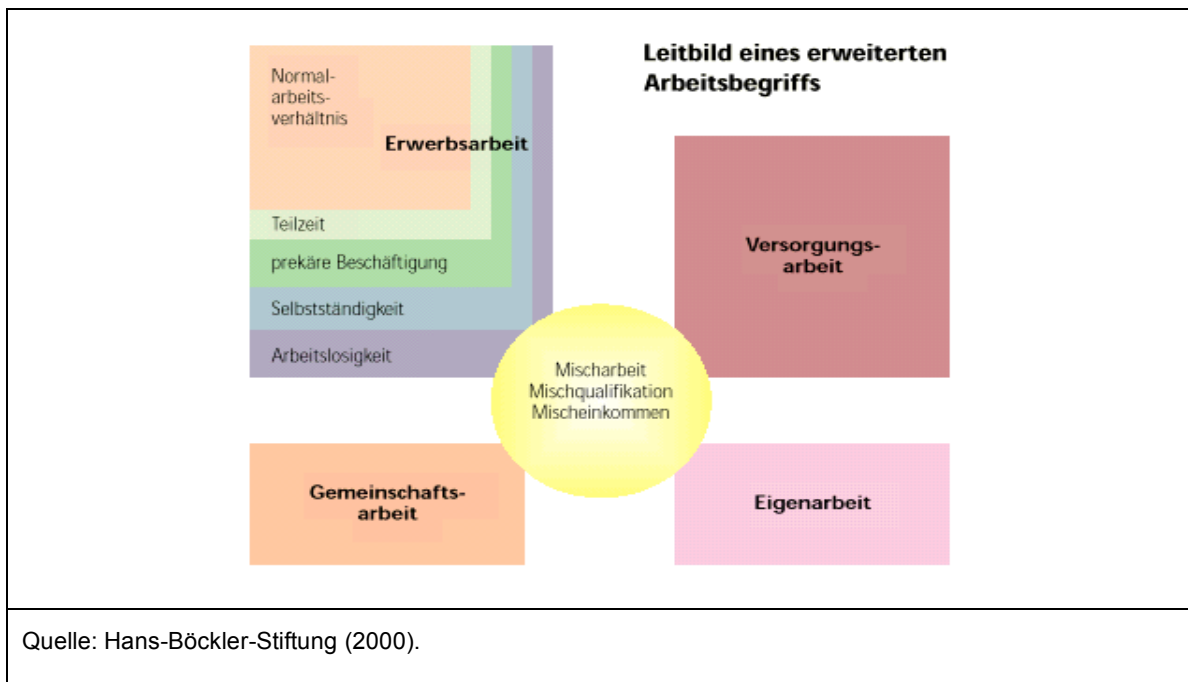 Leitbild eines erweiterten
Arbeitsbegriffs
Normal-
arbeits-
verhältnis
Erwerbsarbeit
Teilzeit
prekäre Beschäftigung
Selbstständigkeit
Arbeitslosigkeit
Versorgungs-
arbeit
Mischarbeit
Mischqualifikation
Mischeinkommen
Gemeinschafts-
arbeit
Eigenarbeit
Quelle: Hans-Böckler-Stiftung (2000).